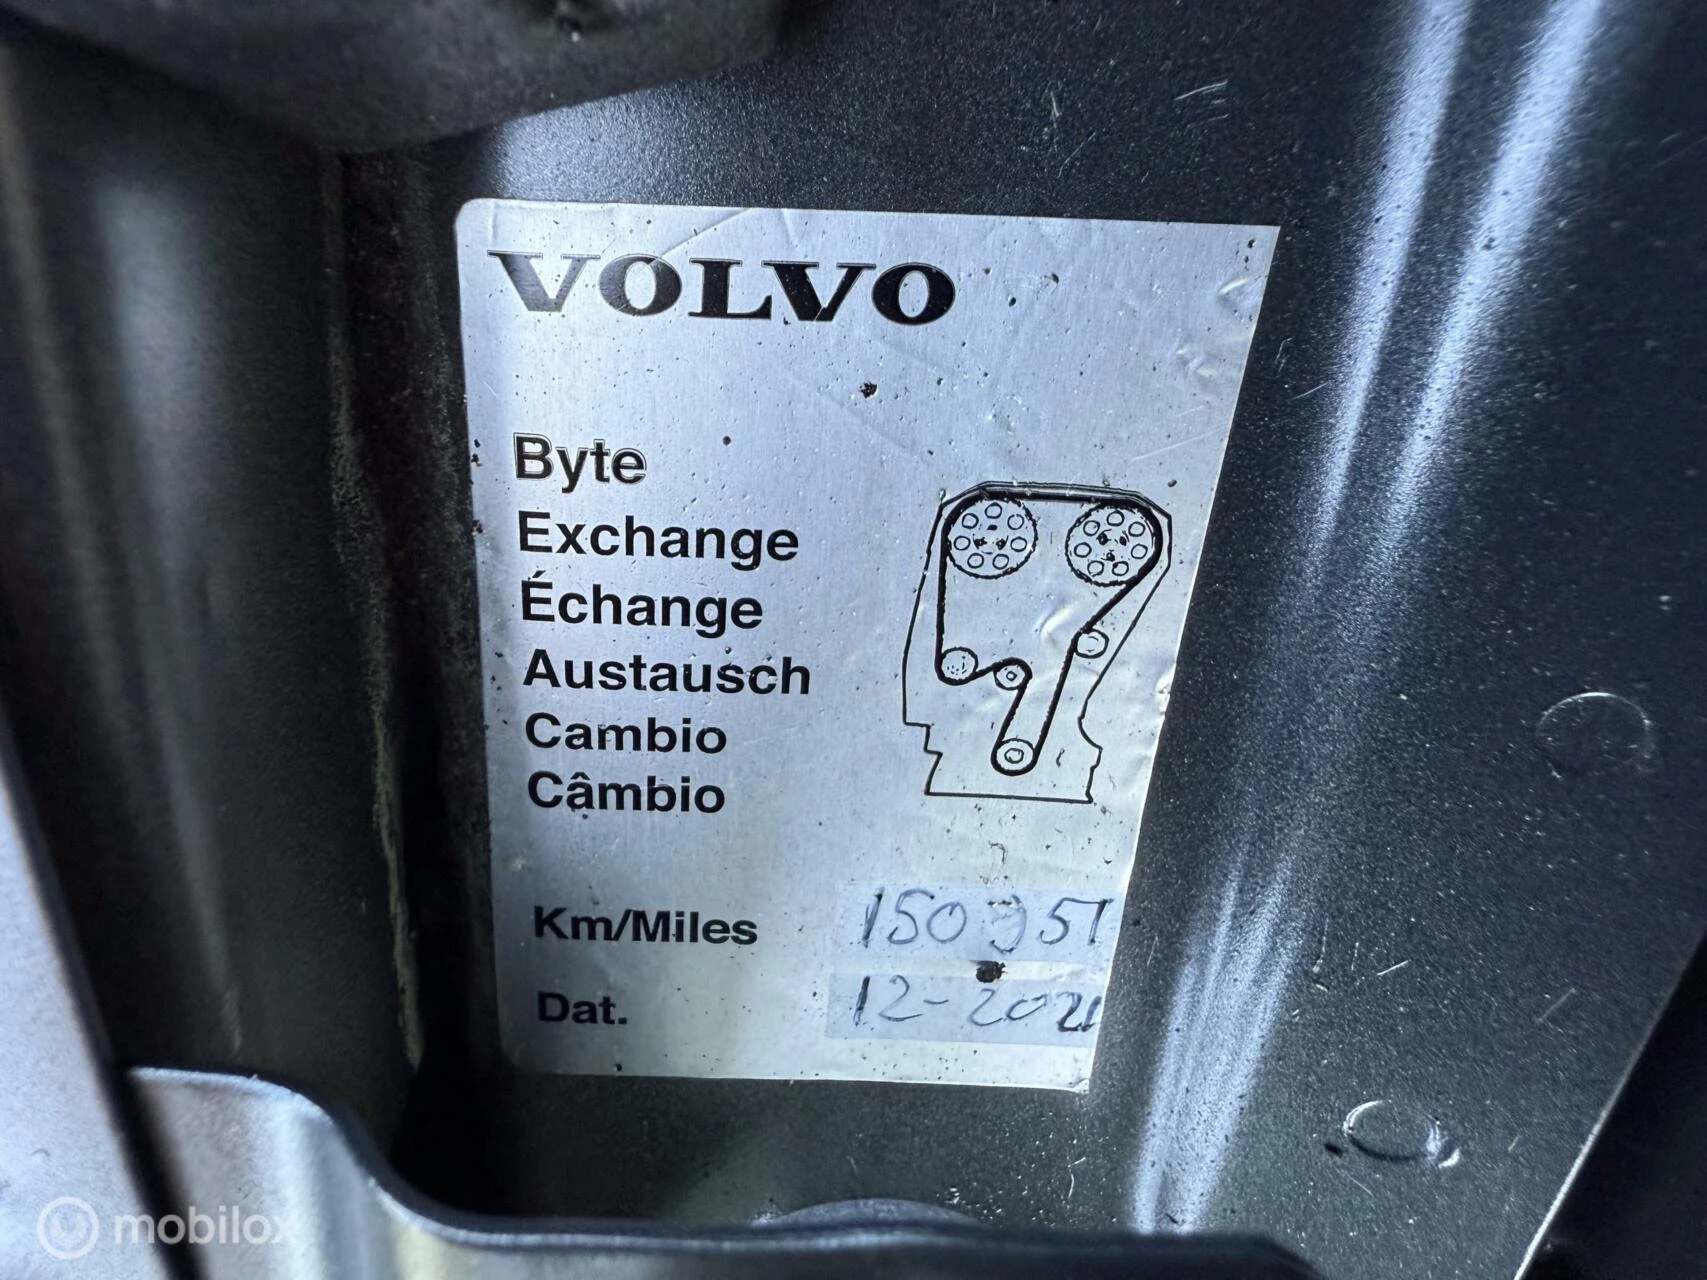 VOLVO
Byte
Exchange
Échange
Austausch
Cambio
Câmbio
Km/Miles 150951
Dat. 12-2021
mobilox